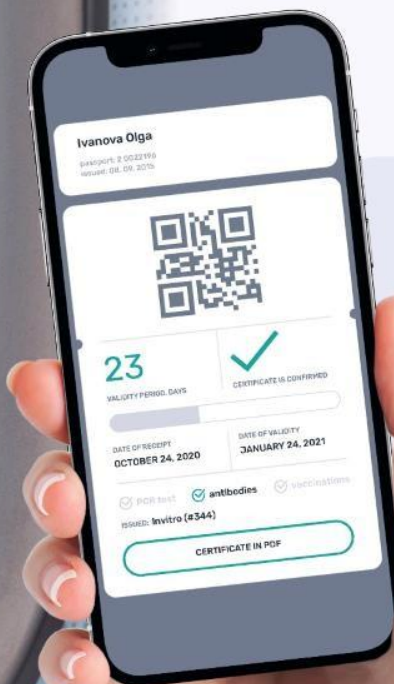 Ivanova Olga
passport: 2 0022196
issued: 08. 09. 2015
23
VALIDITY PERIOD, DAYS
CERTIFICATE IS CONFIRMED
DATE OF RECEIPT
OCTOBER 24, 2020
DATE OF VALIDITY
JANUARY 24, 2021
PCR test
antibodies
vaccinations
ISSUED: Invitro (#344)
CERTIFICATE IN PDF